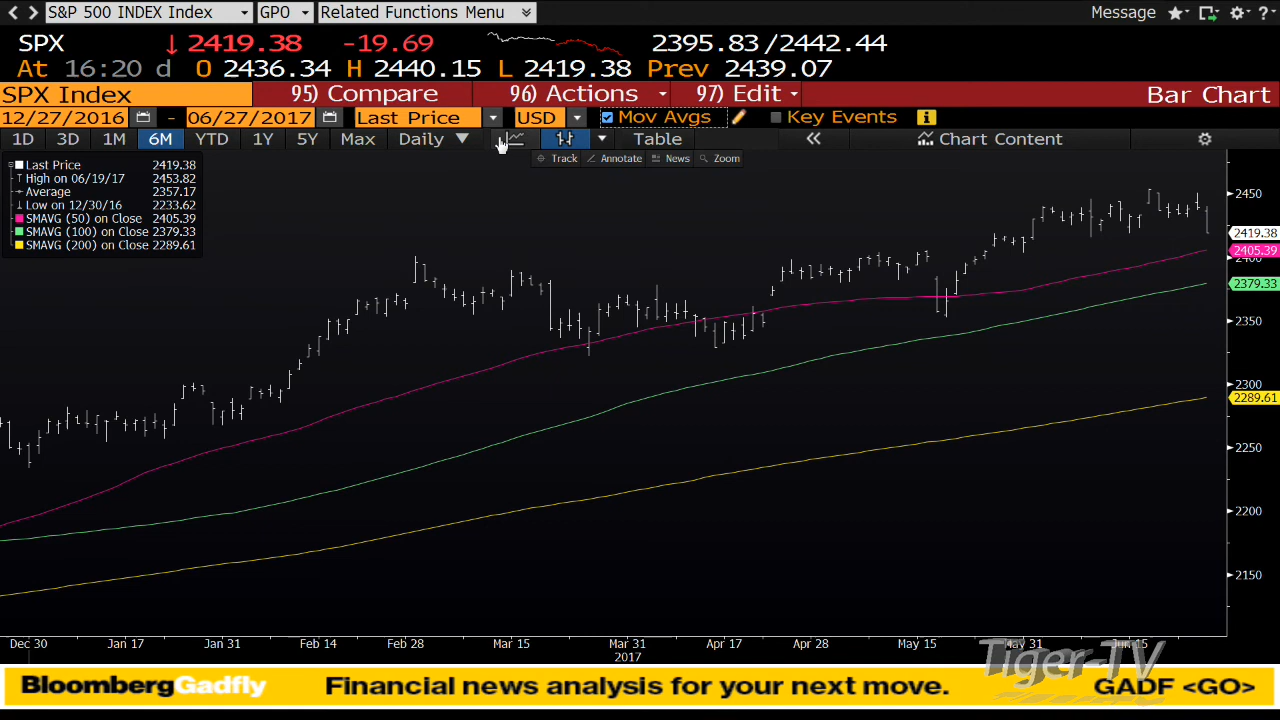 S&P 500 INDEX Index GPO Related Functions Menu Message
SPX ↓ 2419.38 -19.69 2395.83/2442.44
At 16:20 d O 2436.34 H 2440.15 L 2419.38 Prev 2439.07
SPX Index 95) Compare 96) Actions 97) Edit Bar Chart
12/27/2016 - 06/27/2017 Last Price USD Mov Avgs Key Events
1D 3D 1M 6M YTD 1Y 5Y Max Daily Table Chart Content
Track Annotate News Zoom
Last Price 2419.38
High on 06/19/17 2453.82
Average 2357.17
Low on 12/30/16 2233.62
SMAVG (50) on Close 2405.39
SMAVG (100) on Close 2379.33
SMAVG (200) on Close 2289.61
2450
2419.38
2405.39
2400
2379.33
2350
2300
2289.61
2250
2200
2150
Dec 30 Jan 17 Jan 31 Feb 14 Feb 28 Mar 15 Mar 31 Apr 17 Apr 28 May 15 May 31 Jun 15
2017
Tiger-TV
BloombergGadfly Financial news analysis for your next move. GADF <GO>